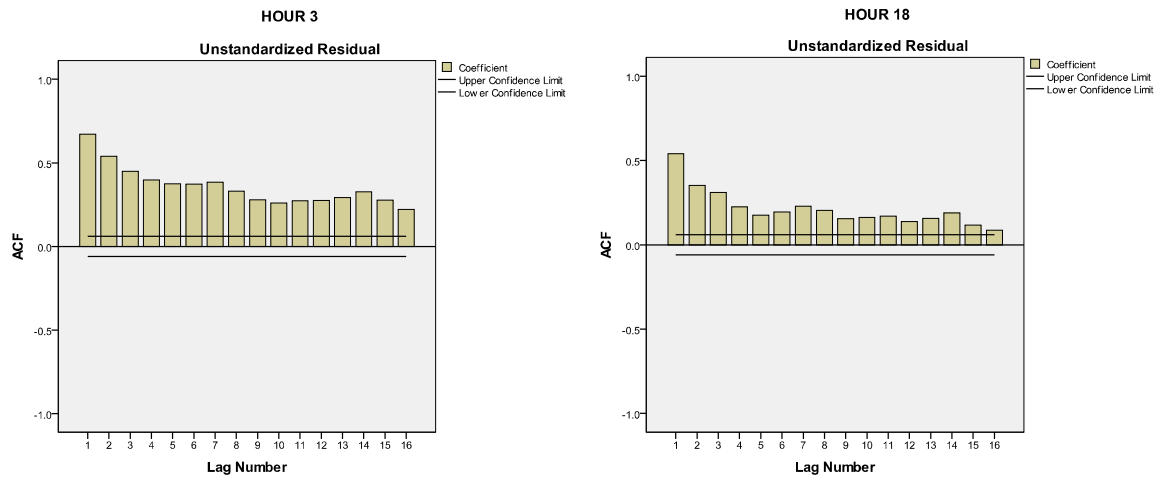 HOUR 3
Unstandardized Residual
Coefficient
Upper Confidence Limit
Low er Confidence Limit
1.0
0.5
0.0
-0.5
-1.0
ACF
1 2 3 4 5 6 7 8 9 10 11 12 13 14 15 16
Lag Number
HOUR 18
Unstandardized Residual
Coefficient
Upper Confidence Limit
Low er Confidence Limit
1.0
0.5
0.0
-0.5
-1.0
ACF
1 2 3 4 5 6 7 8 9 10 11 12 13 14 15 16
Lag Number